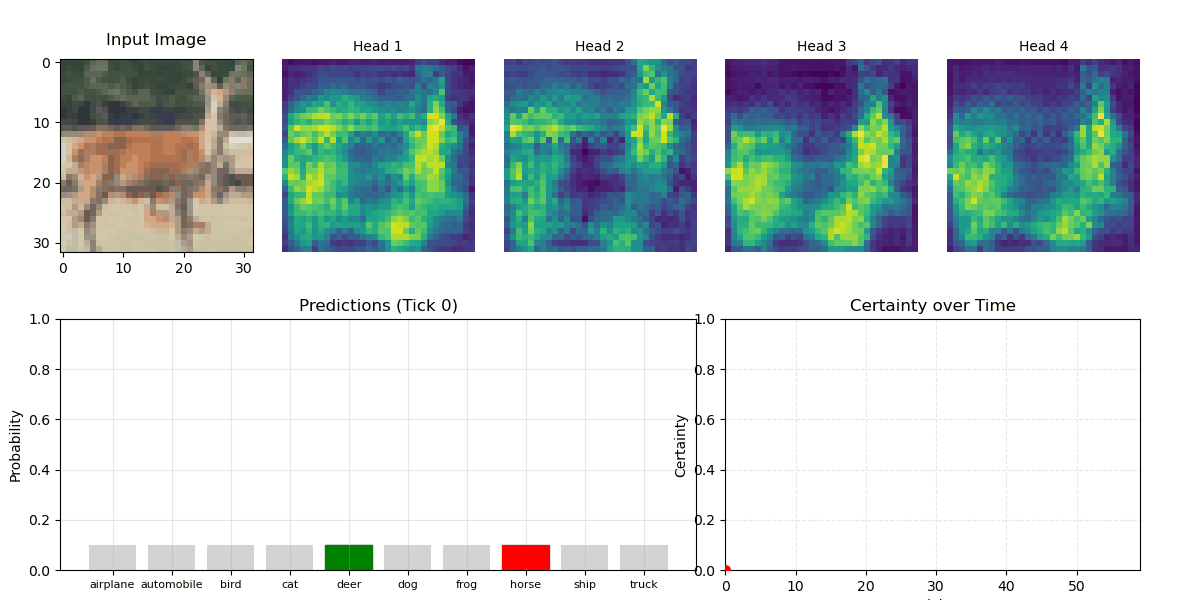 Input Image
Head 1
Head 2
Head 3
Head 4
0
10
20
30
0
10
20
30
Predictions (Tick 0)
Probability
1.0
0.8
0.6
0.4
0.2
0.0
airplane
automobile
bird
cat
deer
dog
frog
horse
ship
truck
Certainty over Time
Certainty
1.0
0.8
0.6
0.4
0.2
0.0
0
10
20
30
40
50